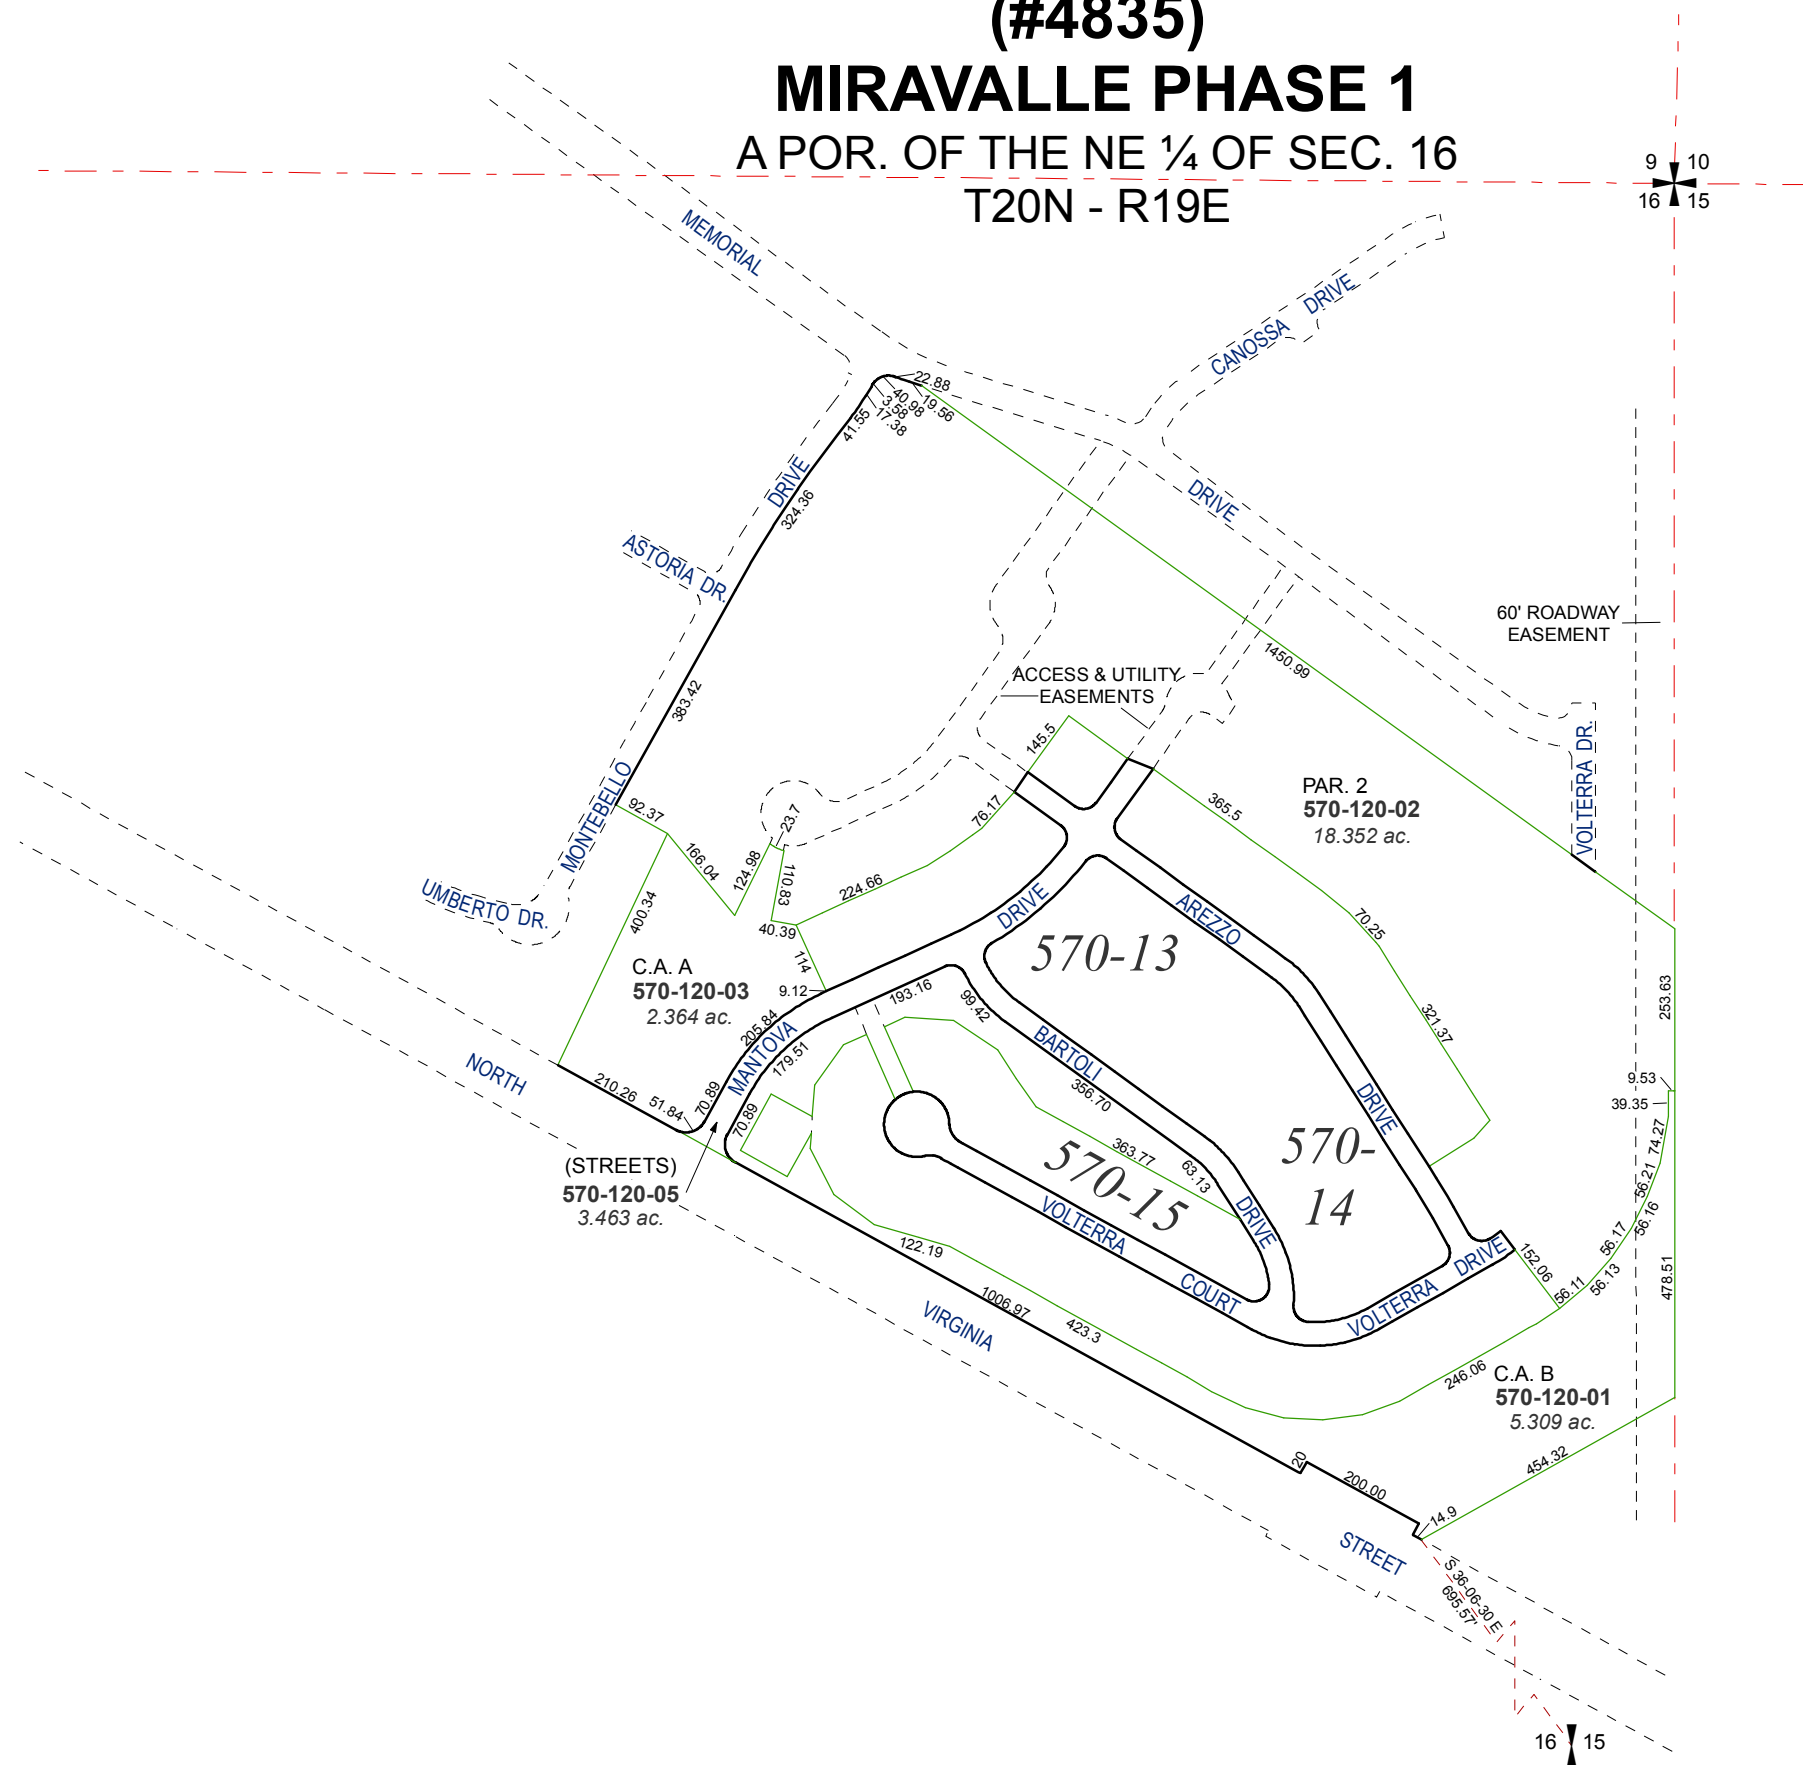 (#4835)
MIRAVALLE PHASE 1
A POR. OF THE NE ¼ OF SEC. 16
T20N - R19E
9 10
16 15
MEMORIAL
CANOSSA DRIVE
22.88
19.56
40.98
3.58
17.38
41.55
DRIVE
324.36
DRIVE
ASTORIA DR.
60' ROADWAY
EASEMENT
1450.99
ACCESS & UTILITY
EASEMENTS
383.42
145.5
VOLTERRA DR.
PAR. 2
570-120-02
18.352 ac.
365.5
76.17
MONTEBELLO
92.37
23.7
166.04
124.98
110.83
224.66
UMBERTO DR.
400.34
40.39
114
DRIVE
AREZZO
70.25
570-13
C.A. A
570-120-03
2.364 ac.
9.12
193.16
99.42
253.63
321.37
205.84
MANTOVA
179.51
BARTOLI
356.70
NORTH
210.26
51.84
70.89
70.89
DRIVE
9.53
39.35
74.27
56.21
56.16
56.17
56.13
56.11
(STREETS)
570-120-05
3.463 ac.
363.77
63.13
570-15
570-
14
VOLTERRA
DRIVE
COURT
122.19
1006.97
423.3
VIRGINIA
VOLTERRA DRIVE
152.06
478.51
246.06
C.A. B
570-120-01
5.309 ac.
20
200.00
454.32
14.9
STREET
S 36-06-30 E
695.57'
16 15